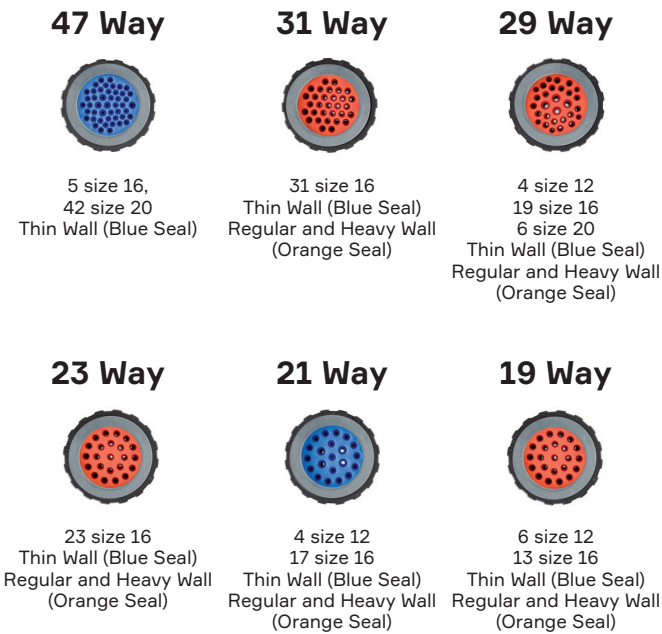 47 Way
31 Way
29 Way
5 size 16,
42 size 20
Thin Wall (Blue Seal)
31 size 16
Thin Wall (Blue Seal)
Regular and Heavy Wall
(Orange Seal)
4 size 12
19 size 16
6 size 20
Thin Wall (Blue Seal)
Regular and Heavy Wall
(Orange Seal)
23 Way
21 Way
19 Way
23 size 16
Thin Wall (Blue Seal)
Regular and Heavy Wall
(Orange Seal)
4 size 12
17 size 16
Thin Wall (Blue Seal)
Regular and Heavy Wall
(Orange Seal)
6 size 12
13 size 16
Thin Wall (Blue Seal)
Regular and Heavy Wall
(Orange Seal)